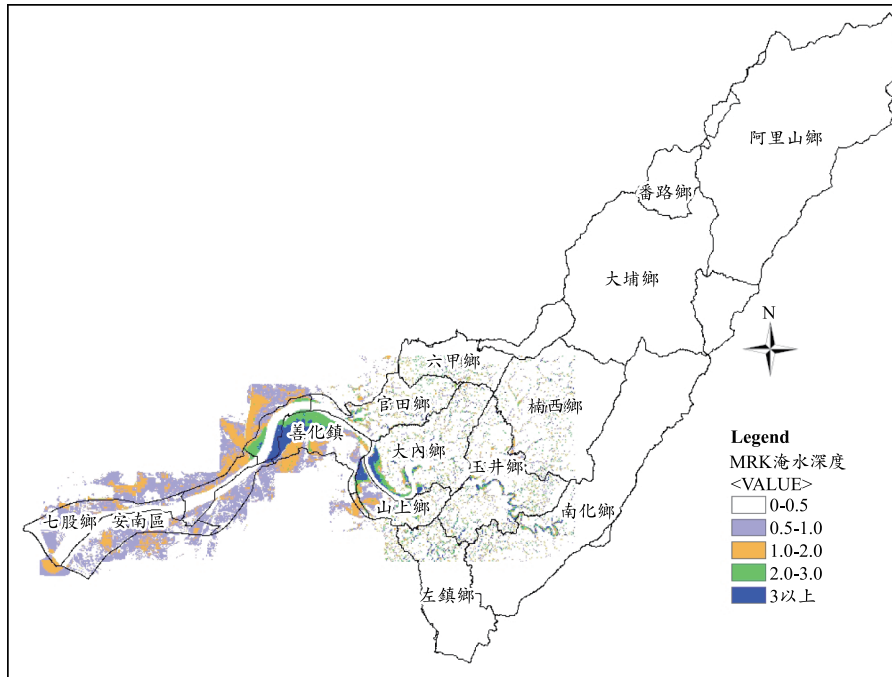 阿里山鄉
番路鄉
大埔鄉
N
六甲鄉
官田鄉
楠西鄉
善化鎮
大內鄉
玉井鄉
山上鄉
南化鄉
七股鄉
安南區
左鎮鄉
Legend
MRK淹水深度
<VALUE>
0-0.5
0.5-1.0
1.0-2.0
2.0-3.0
3以上